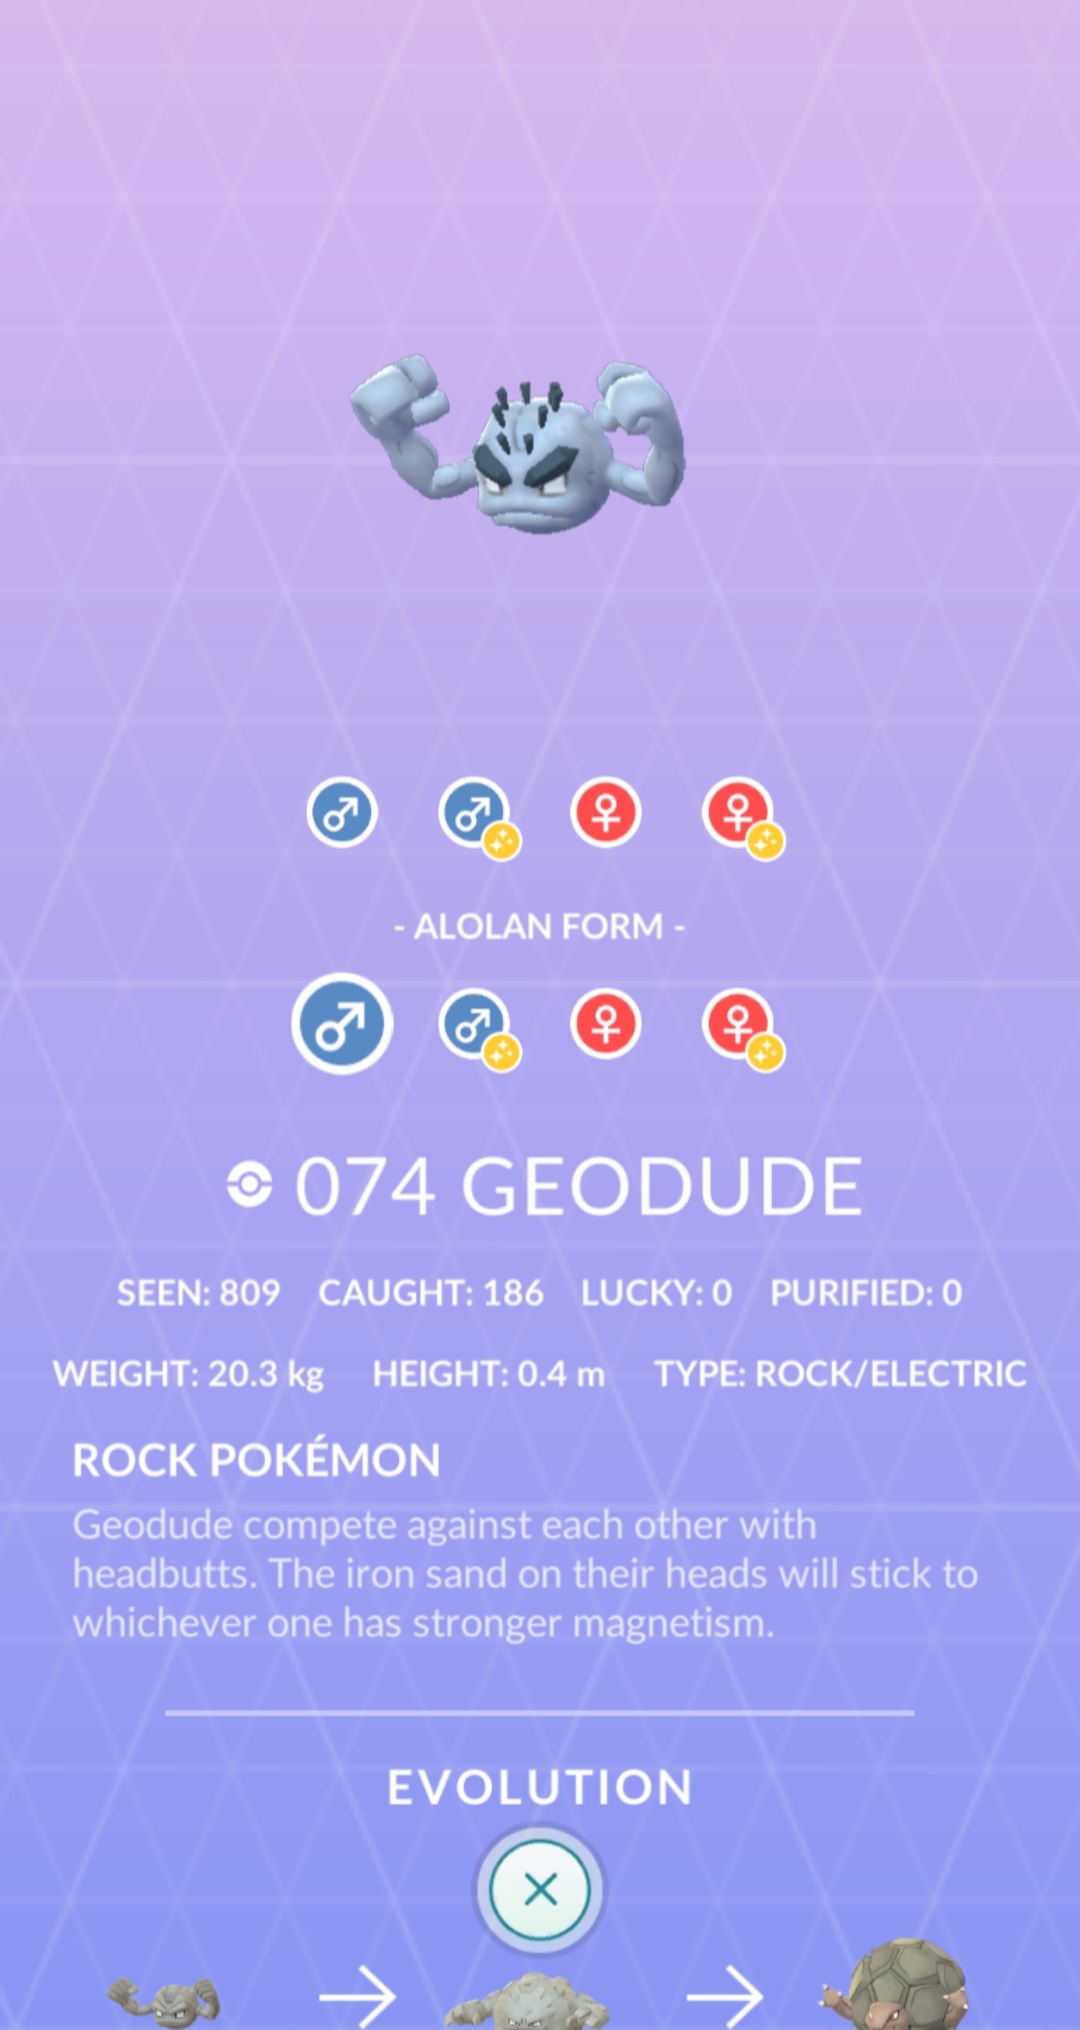 - ALOLAN FORM -
074 GEODUDE
SEEN: 809 CAUGHT: 186 LUCKY: 0 PURIFIED: 0
WEIGHT: 20.3 kg HEIGHT: 0.4 m TYPE: ROCK/ELECTRIC
ROCK POKÉMON
Geodude compete against each other with
headbutts. The iron sand on their heads will stick to
whichever one has stronger magnetism.
EVOLUTION